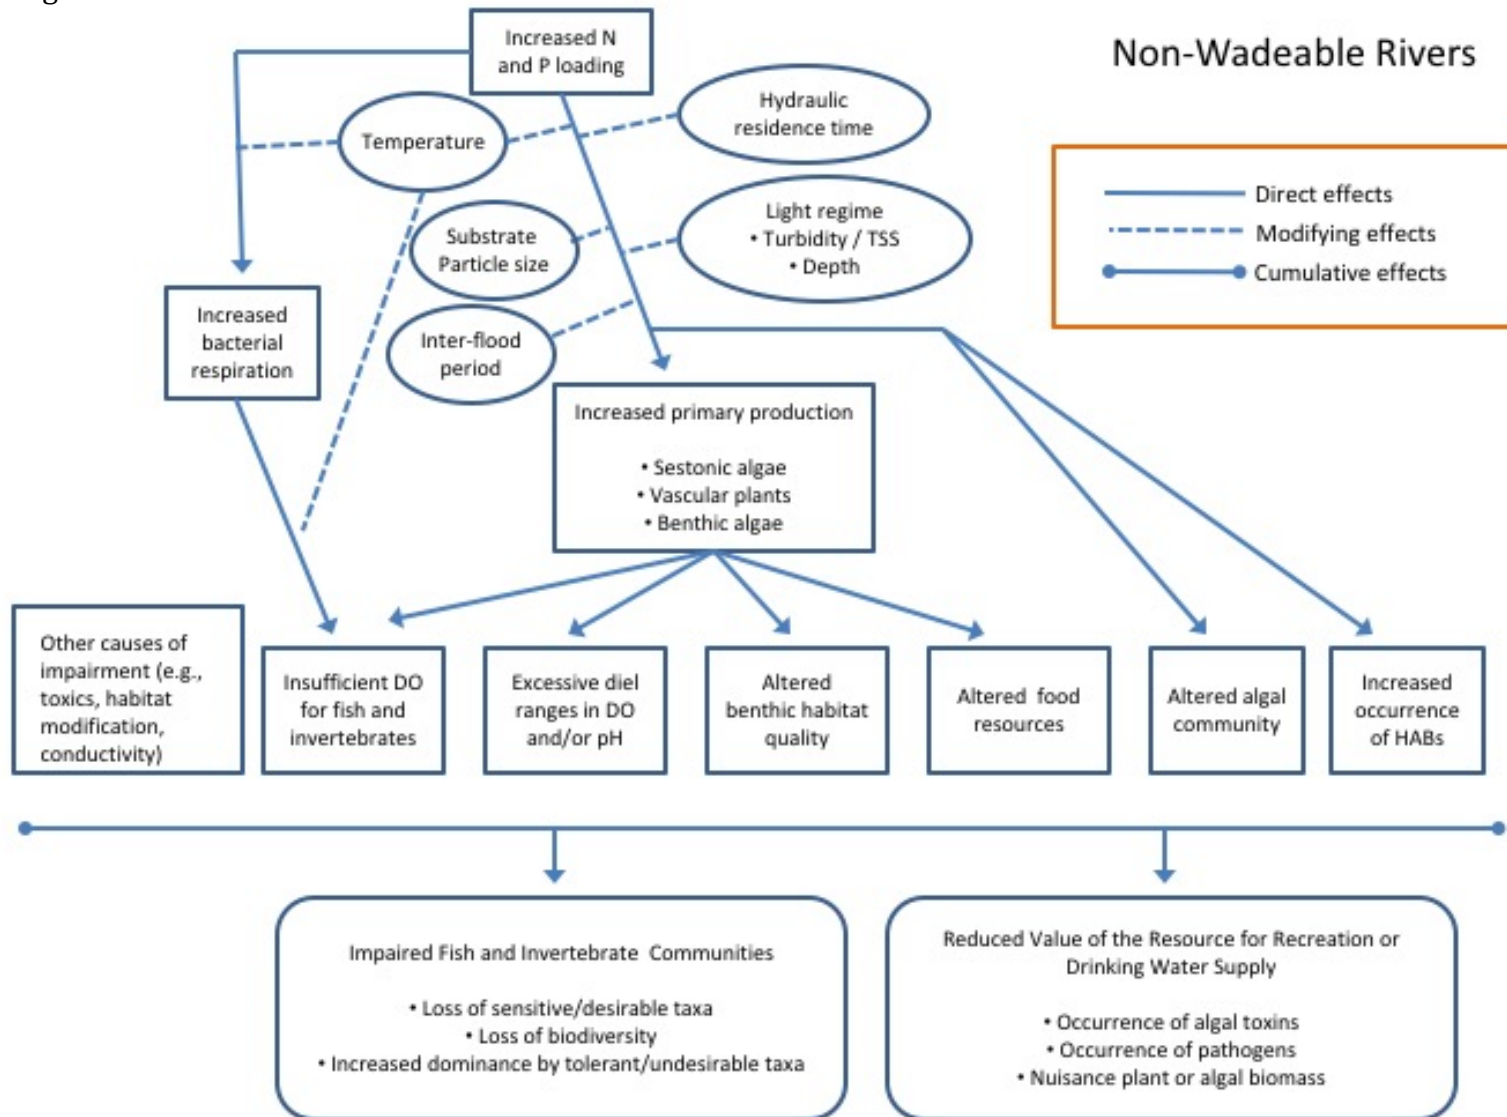 Increased N
and P loading
Non-Wadeable Rivers
Hydraulic
residence time
Temperature
Direct effects
Modifying effects
Cumulative effects
Light regime
• Turbidity / TSS
• Depth
Substrate
Particle size
Inter-flood
period
Increased
bacterial
respiration
Increased primary production
• Sestonic algae
• Vascular plants
• Benthic algae
Other causes of
impairment (e.g.,
toxics, habitat
modification,
conductivity)
Insufficient DO
for fish and
invertebrates
Excessive diel
ranges in DO
and/or pH
Altered
benthic habitat
quality
Altered food
resources
Altered algal
community
Increased
occurrence
of HABs
Impaired Fish and Invertebrate Communities
• Loss of sensitive/desirable taxa
• Loss of biodiversity
• Increased dominance by tolerant/undesirable taxa
Reduced Value of the Resource for Recreation or
Drinking Water Supply
• Occurrence of algal toxins
• Occurrence of pathogens
• Nuisance plant or algal biomass